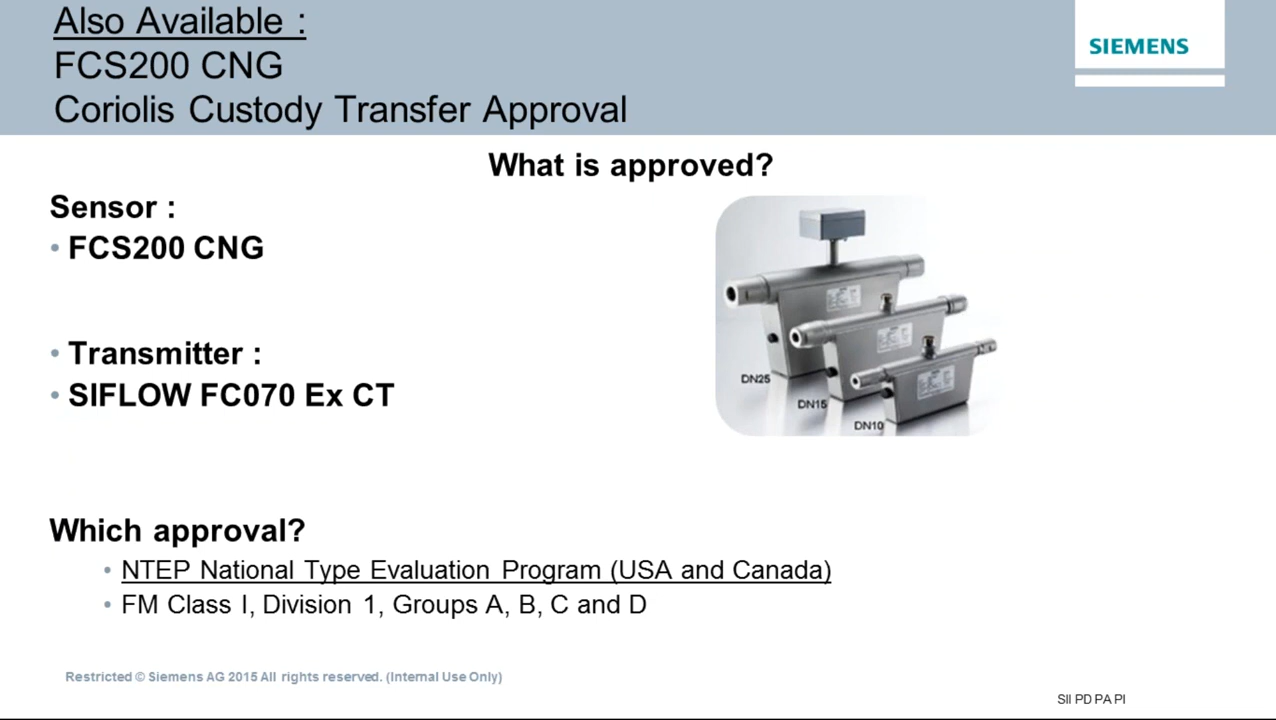 Also Available :
FCS200 CNG
Coriolis Custody Transfer Approval
SIEMENS
What is approved?
Sensor :
• FCS200 CNG
• Transmitter :
• SIFLOW FC070 Ex CT
DN25
DN15
DN10
Which approval?
• NTEP National Type Evaluation Program (USA and Canada)
• FM Class I, Division 1, Groups A, B, C and D
Restricted © Siemens AG 2015 All rights reserved. (Internal Use Only)
SII PD PA PI